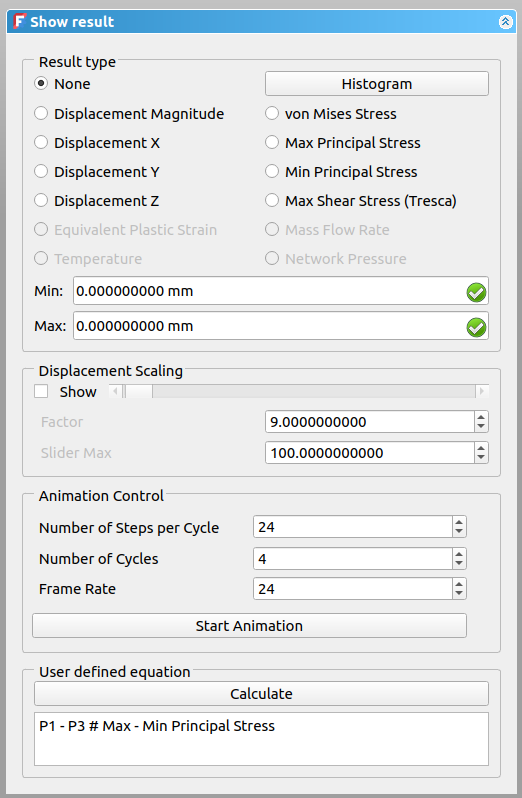 Show result
Result type
None
Histogram
Displacement Magnitude
von Mises Stress
Displacement X
Max Principal Stress
Displacement Y
Min Principal Stress
Displacement Z
Max Shear Stress (Tresca)
Equivalent Plastic Strain
Mass Flow Rate
Temperature
Network Pressure
Min: 0.000000000 mm
Max: 0.000000000 mm
Displacement Scaling
Show
Factor 9.0000000000
Slider Max 100.0000000000
Animation Control
Number of Steps per Cycle 24
Number of Cycles 4
Frame Rate 24
Start Animation
User defined equation
Calculate
P1 - P3 # Max - Min Principal Stress